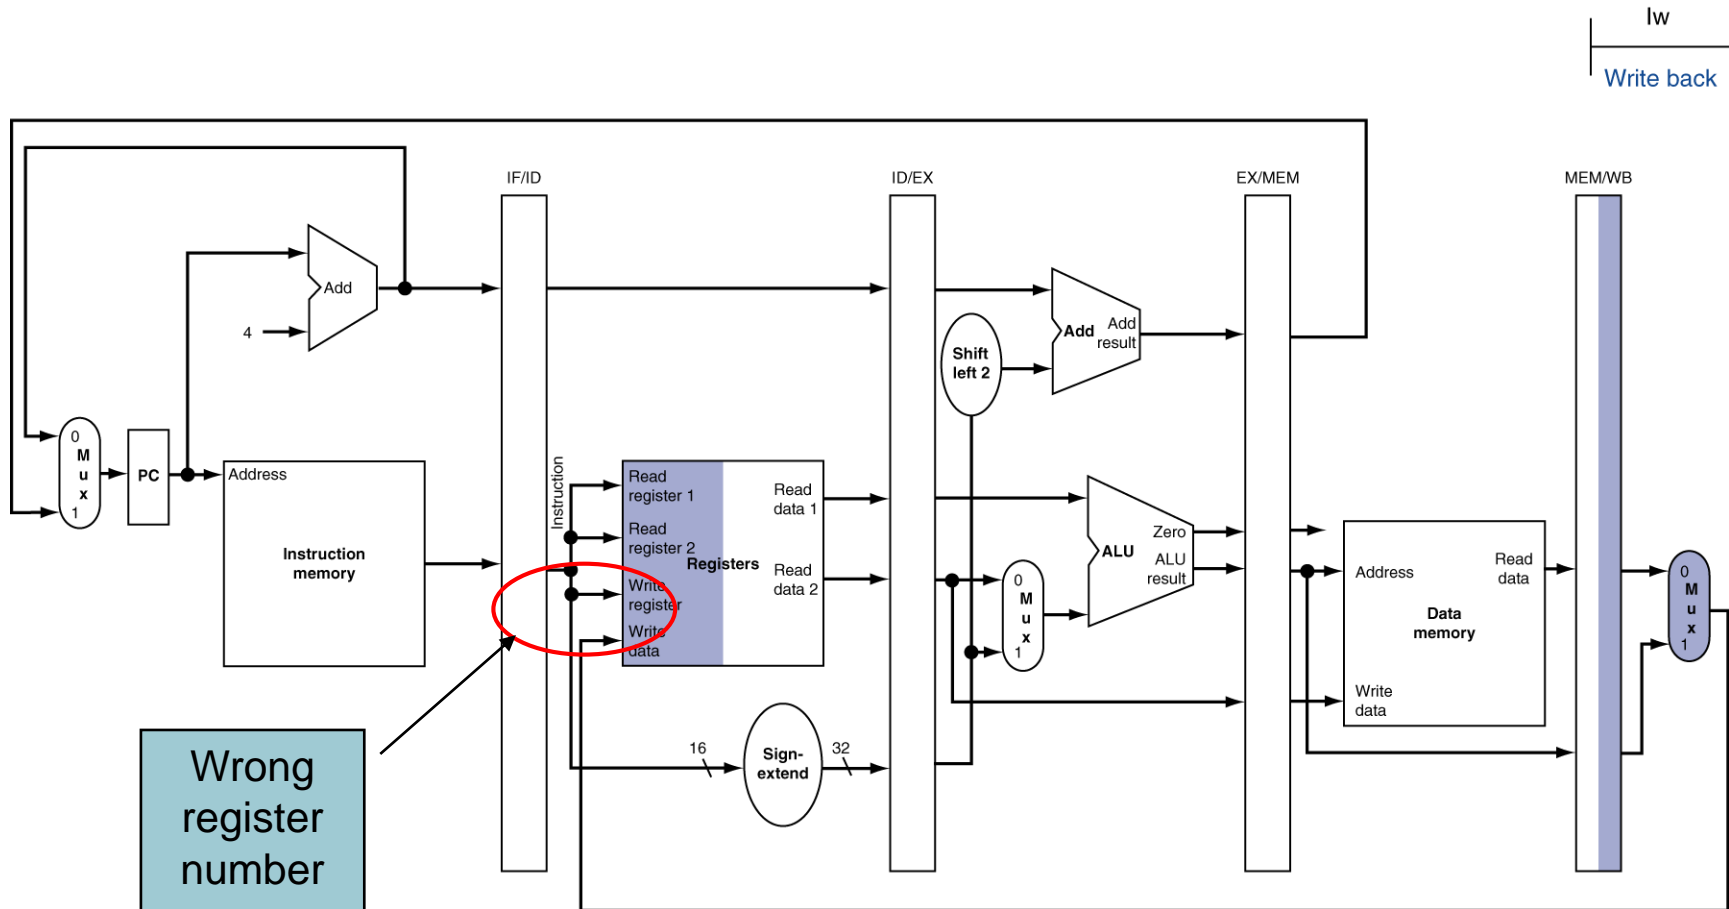 lw
Write back
IF/ID
ID/EX
EX/MEM
MEM/WB
Add
4
Add
Add
result
Shift
left 2
0
M
u
x
1
PC
Address
Instruction
memory
Instruction
Read
register 1
Read
register 2
Registers
Write
register
Write
data
Read
data 1
Read
data 2
0
M
u
x
1
Zero
ALU
ALU
result
Address
Read
data
Data
memory
Write
data
0
M
u
x
1
16
Sign-
extend
32
Wrong
register
number